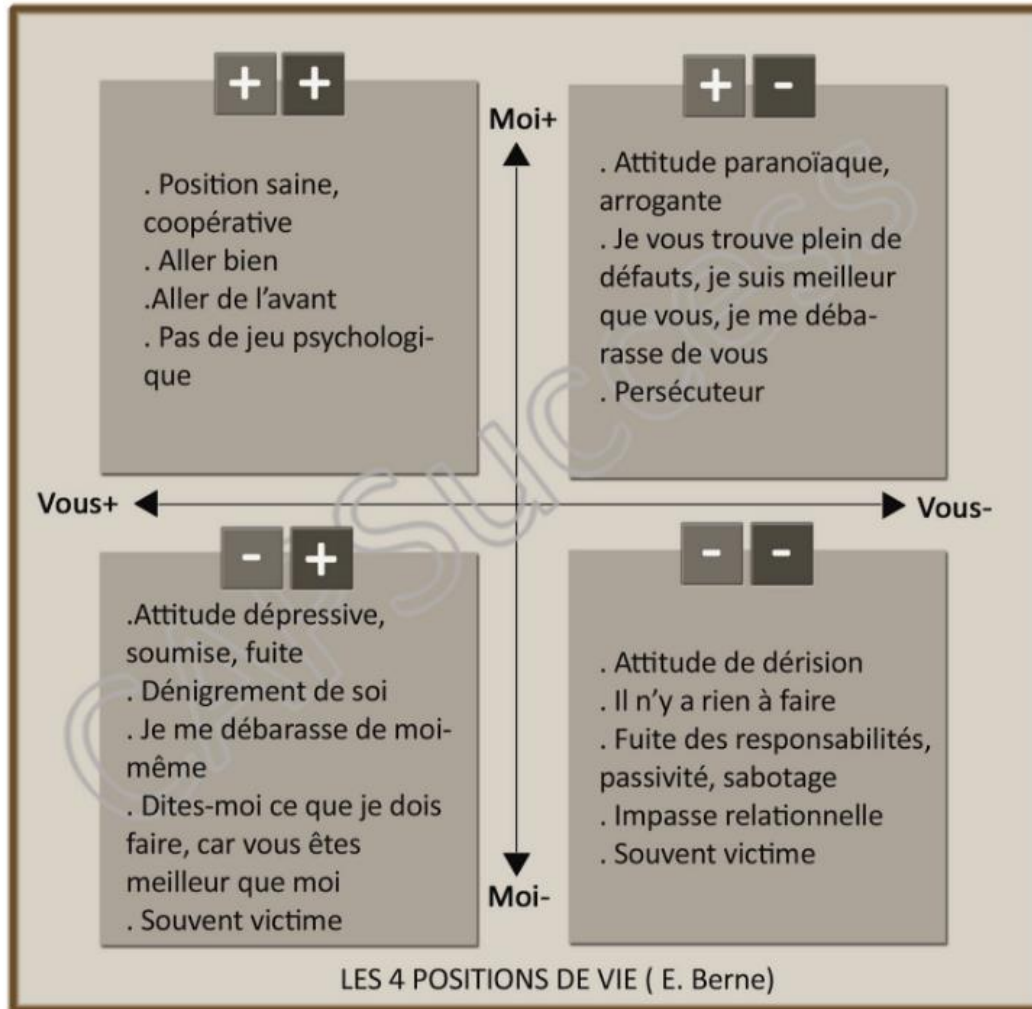 + +
. Position saine,
coopérative
. Aller bien
.Aller de l’avant
. Pas de jeu psychologi-
que
Moi+
+ -
. Attitude paranoïaque,
arrogante
. Je vous trouve plein de
défauts, je suis meilleur
que vous, je me déba-
rasse de vous
. Persécuteur
Vous+
Vous-
- +
.Attitude dépressive,
soumise, fuite
. Dénigrement de soi
. Je me débarasse de moi-
même
. Dites-moi ce que je dois
faire, car vous êtes
meilleur que moi
. Souvent victime
Moi-
- -
. Attitude de dérision
. Il n’y a rien à faire
. Fuite des responsabilités,
passivité, sabotage
. Impasse relationnelle
. Souvent victime
LES 4 POSITIONS DE VIE ( E. Berne)
CAPSuccess